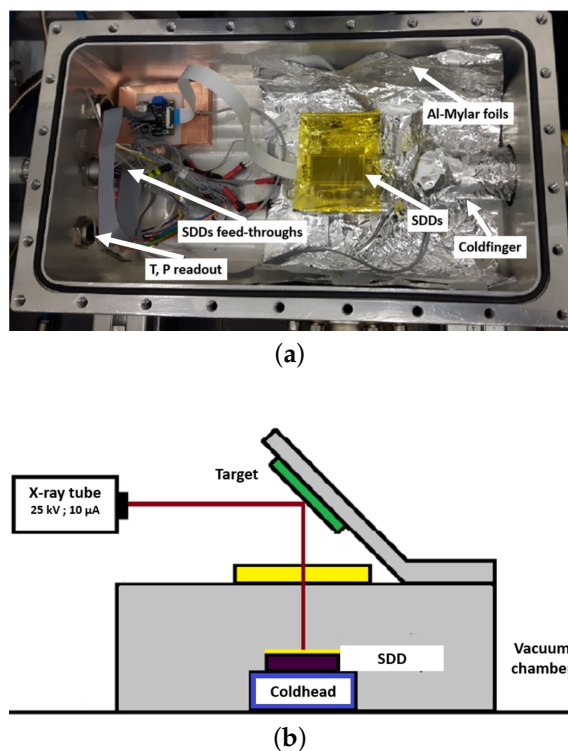 Al-Mylar foils
SDDs feed-throughs
SDDs
Coldfinger
T, P readout
(a)
Target
X-ray tube
25 kV ; 10 μA
SDD
Vacuum
chamber
Coldhead
(b)